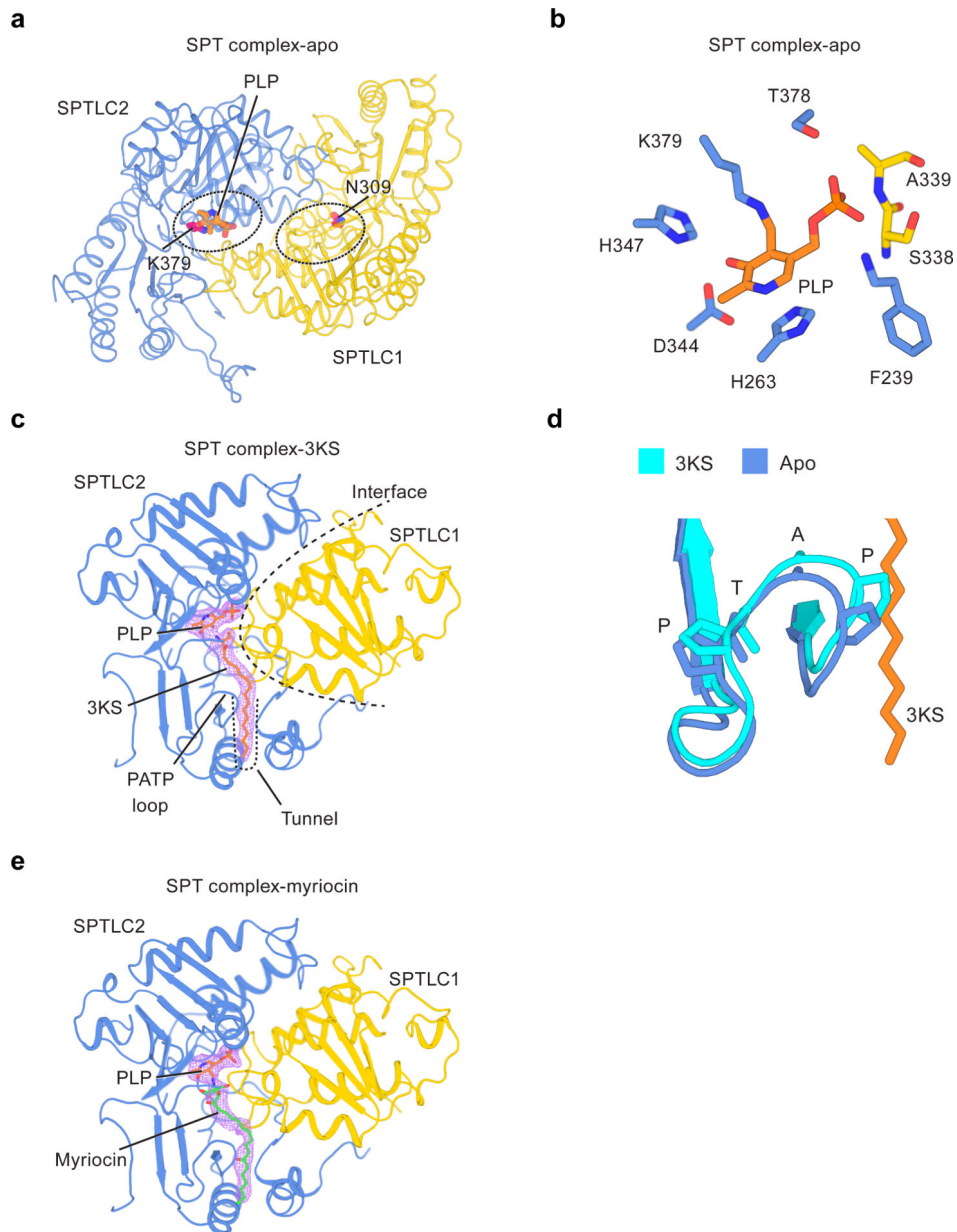 a
SPT complex-apo
PLP
SPTLC2
N309
K379
SPTLC1
b
SPT complex-apo
T378
K379
A339
H347
S338
PLP
D344
H263
F239
c
SPT complex-3KS
SPTLC2
Interface
SPTLC1
PLP
3KS
PATP
loop
Tunnel
d
3KS Apo
A
P
T
P
3KS
e
SPT complex-myriocin
SPTLC2
SPTLC1
PLP
Myriocin